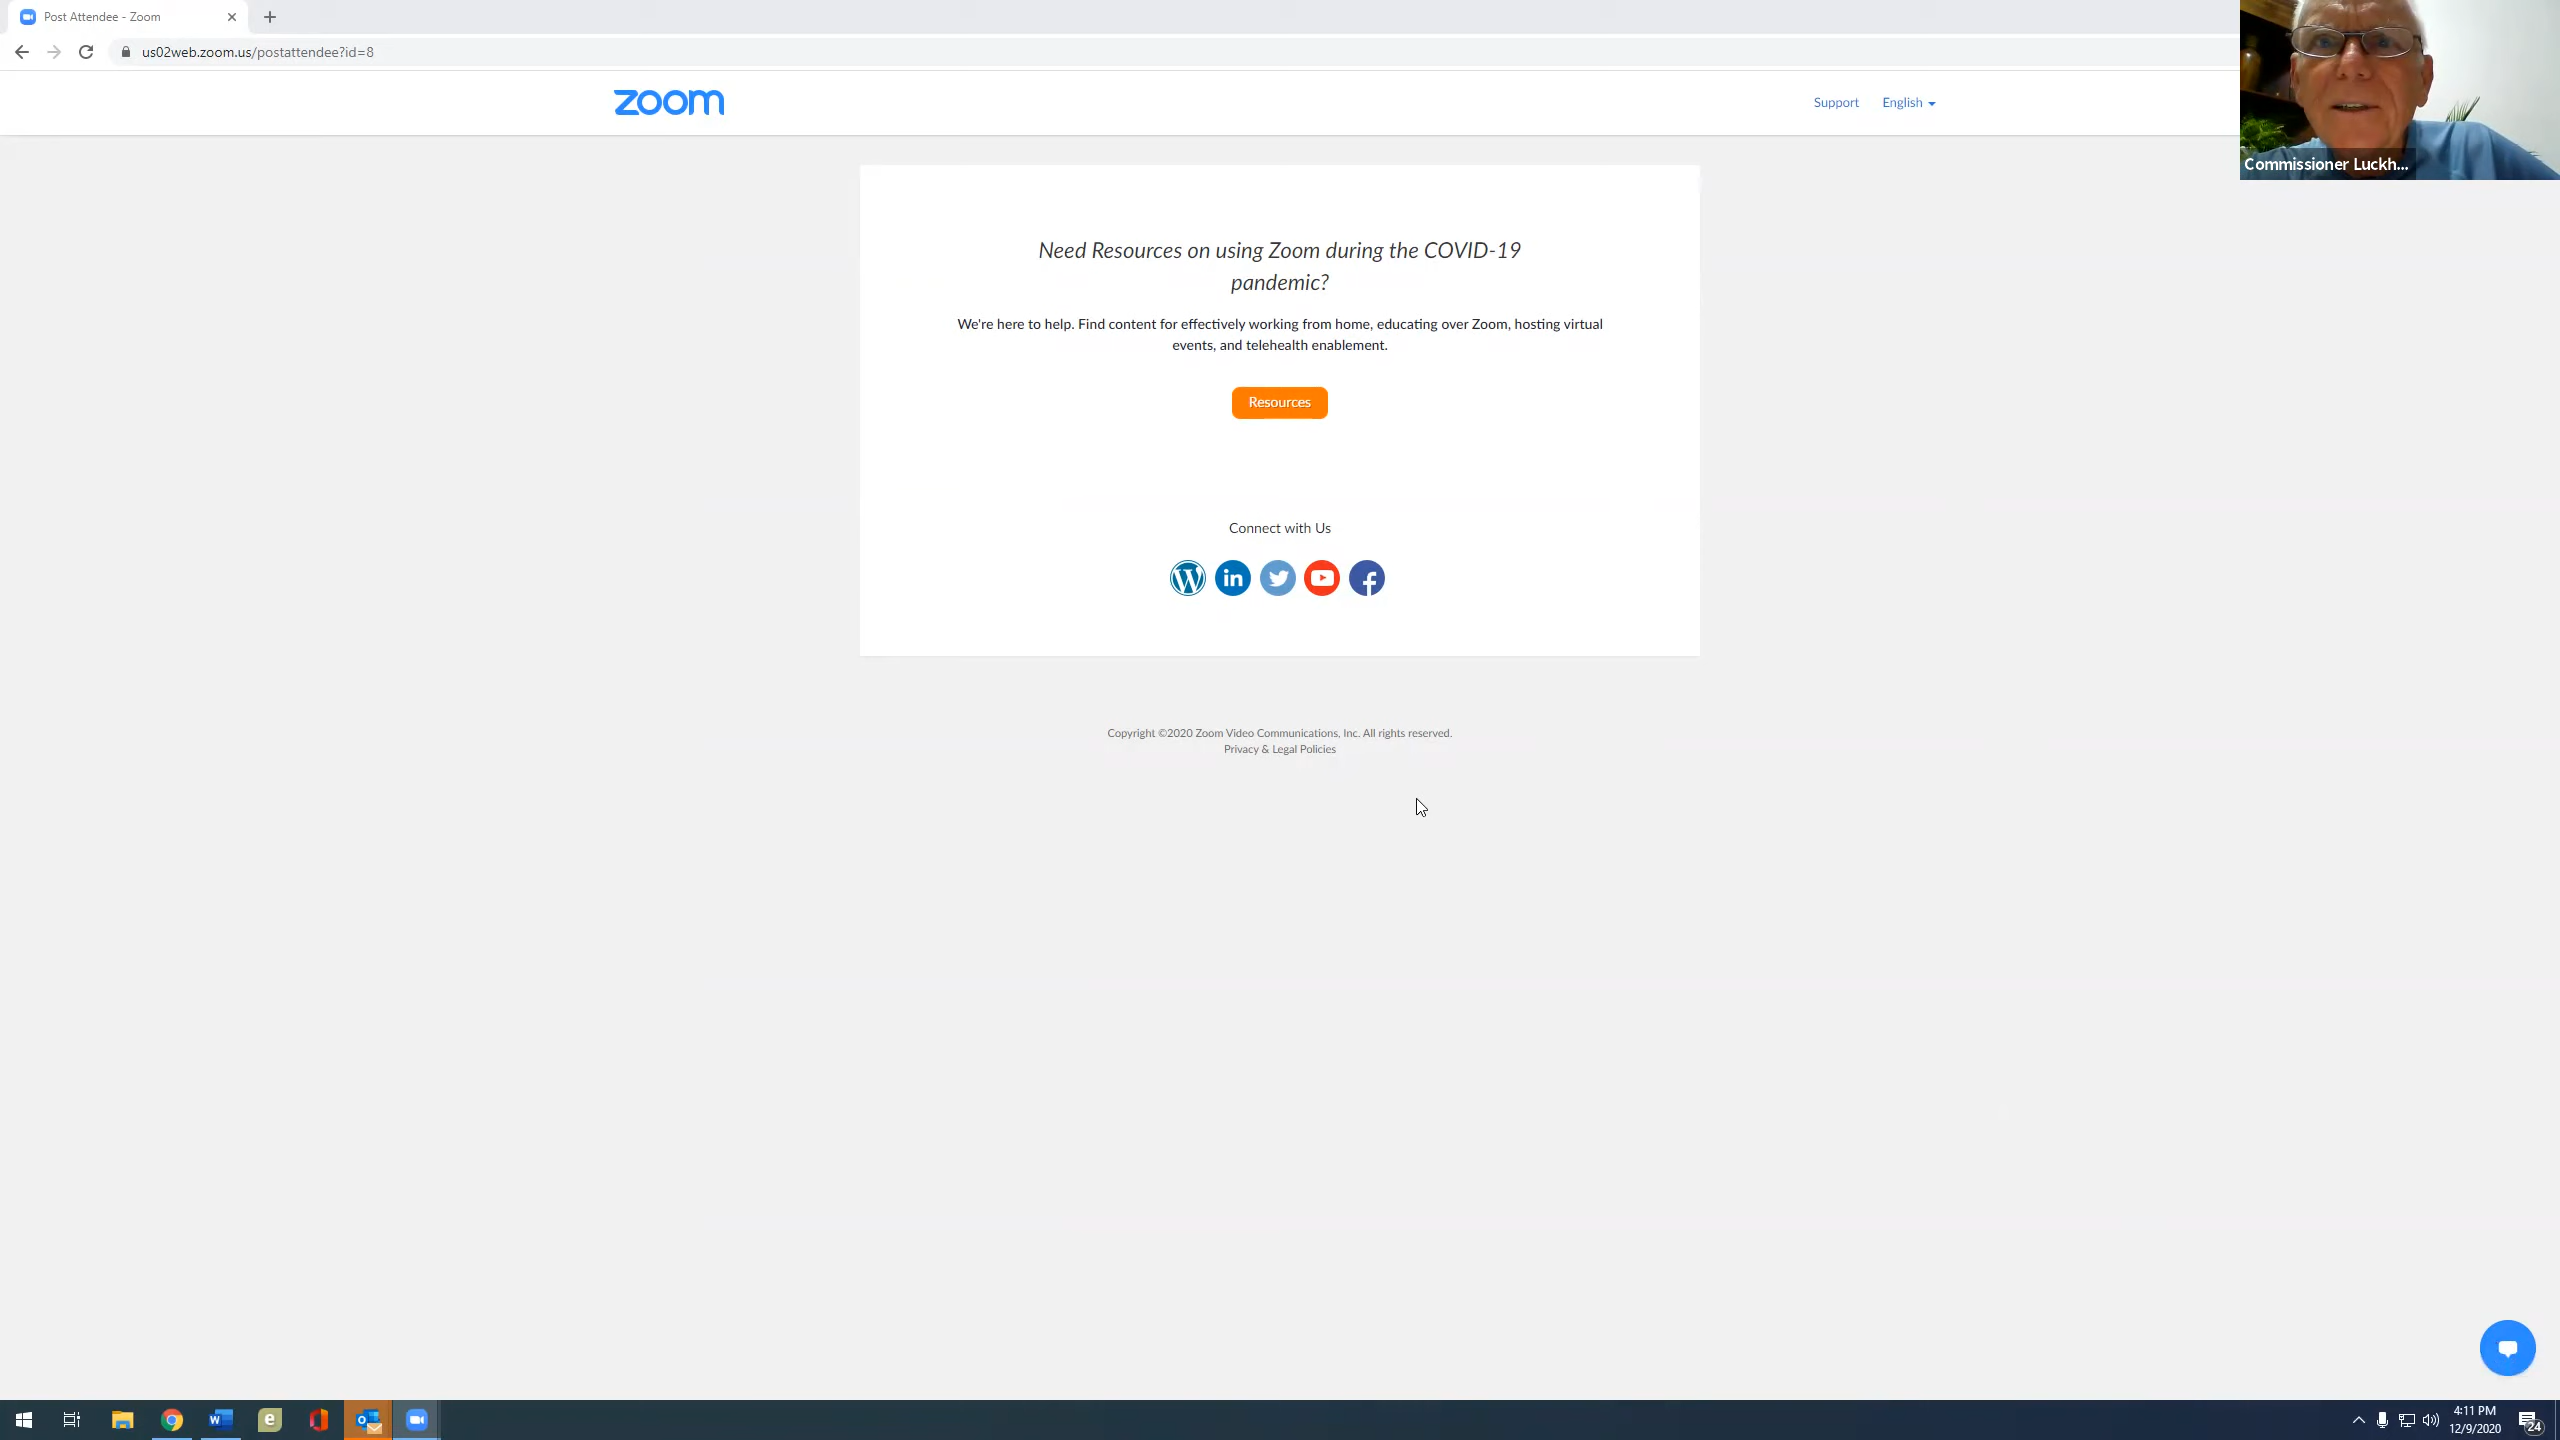 Post Attendee - Zoom
us02web.zoom.us/postattendee?id=8
zoom
Support
English
Commissioner Luckh...
Need Resources on using Zoom during the COVID-19
pandemic?
We're here to help. Find content for effectively working from home, educating over Zoom, hosting virtual
events, and telehealth enablement.
Resources
Connect with Us
Copyright ©2020 Zoom Video Communications, Inc. All rights reserved.
Privacy & Legal Policies
4:11 PM
12/9/2020
24